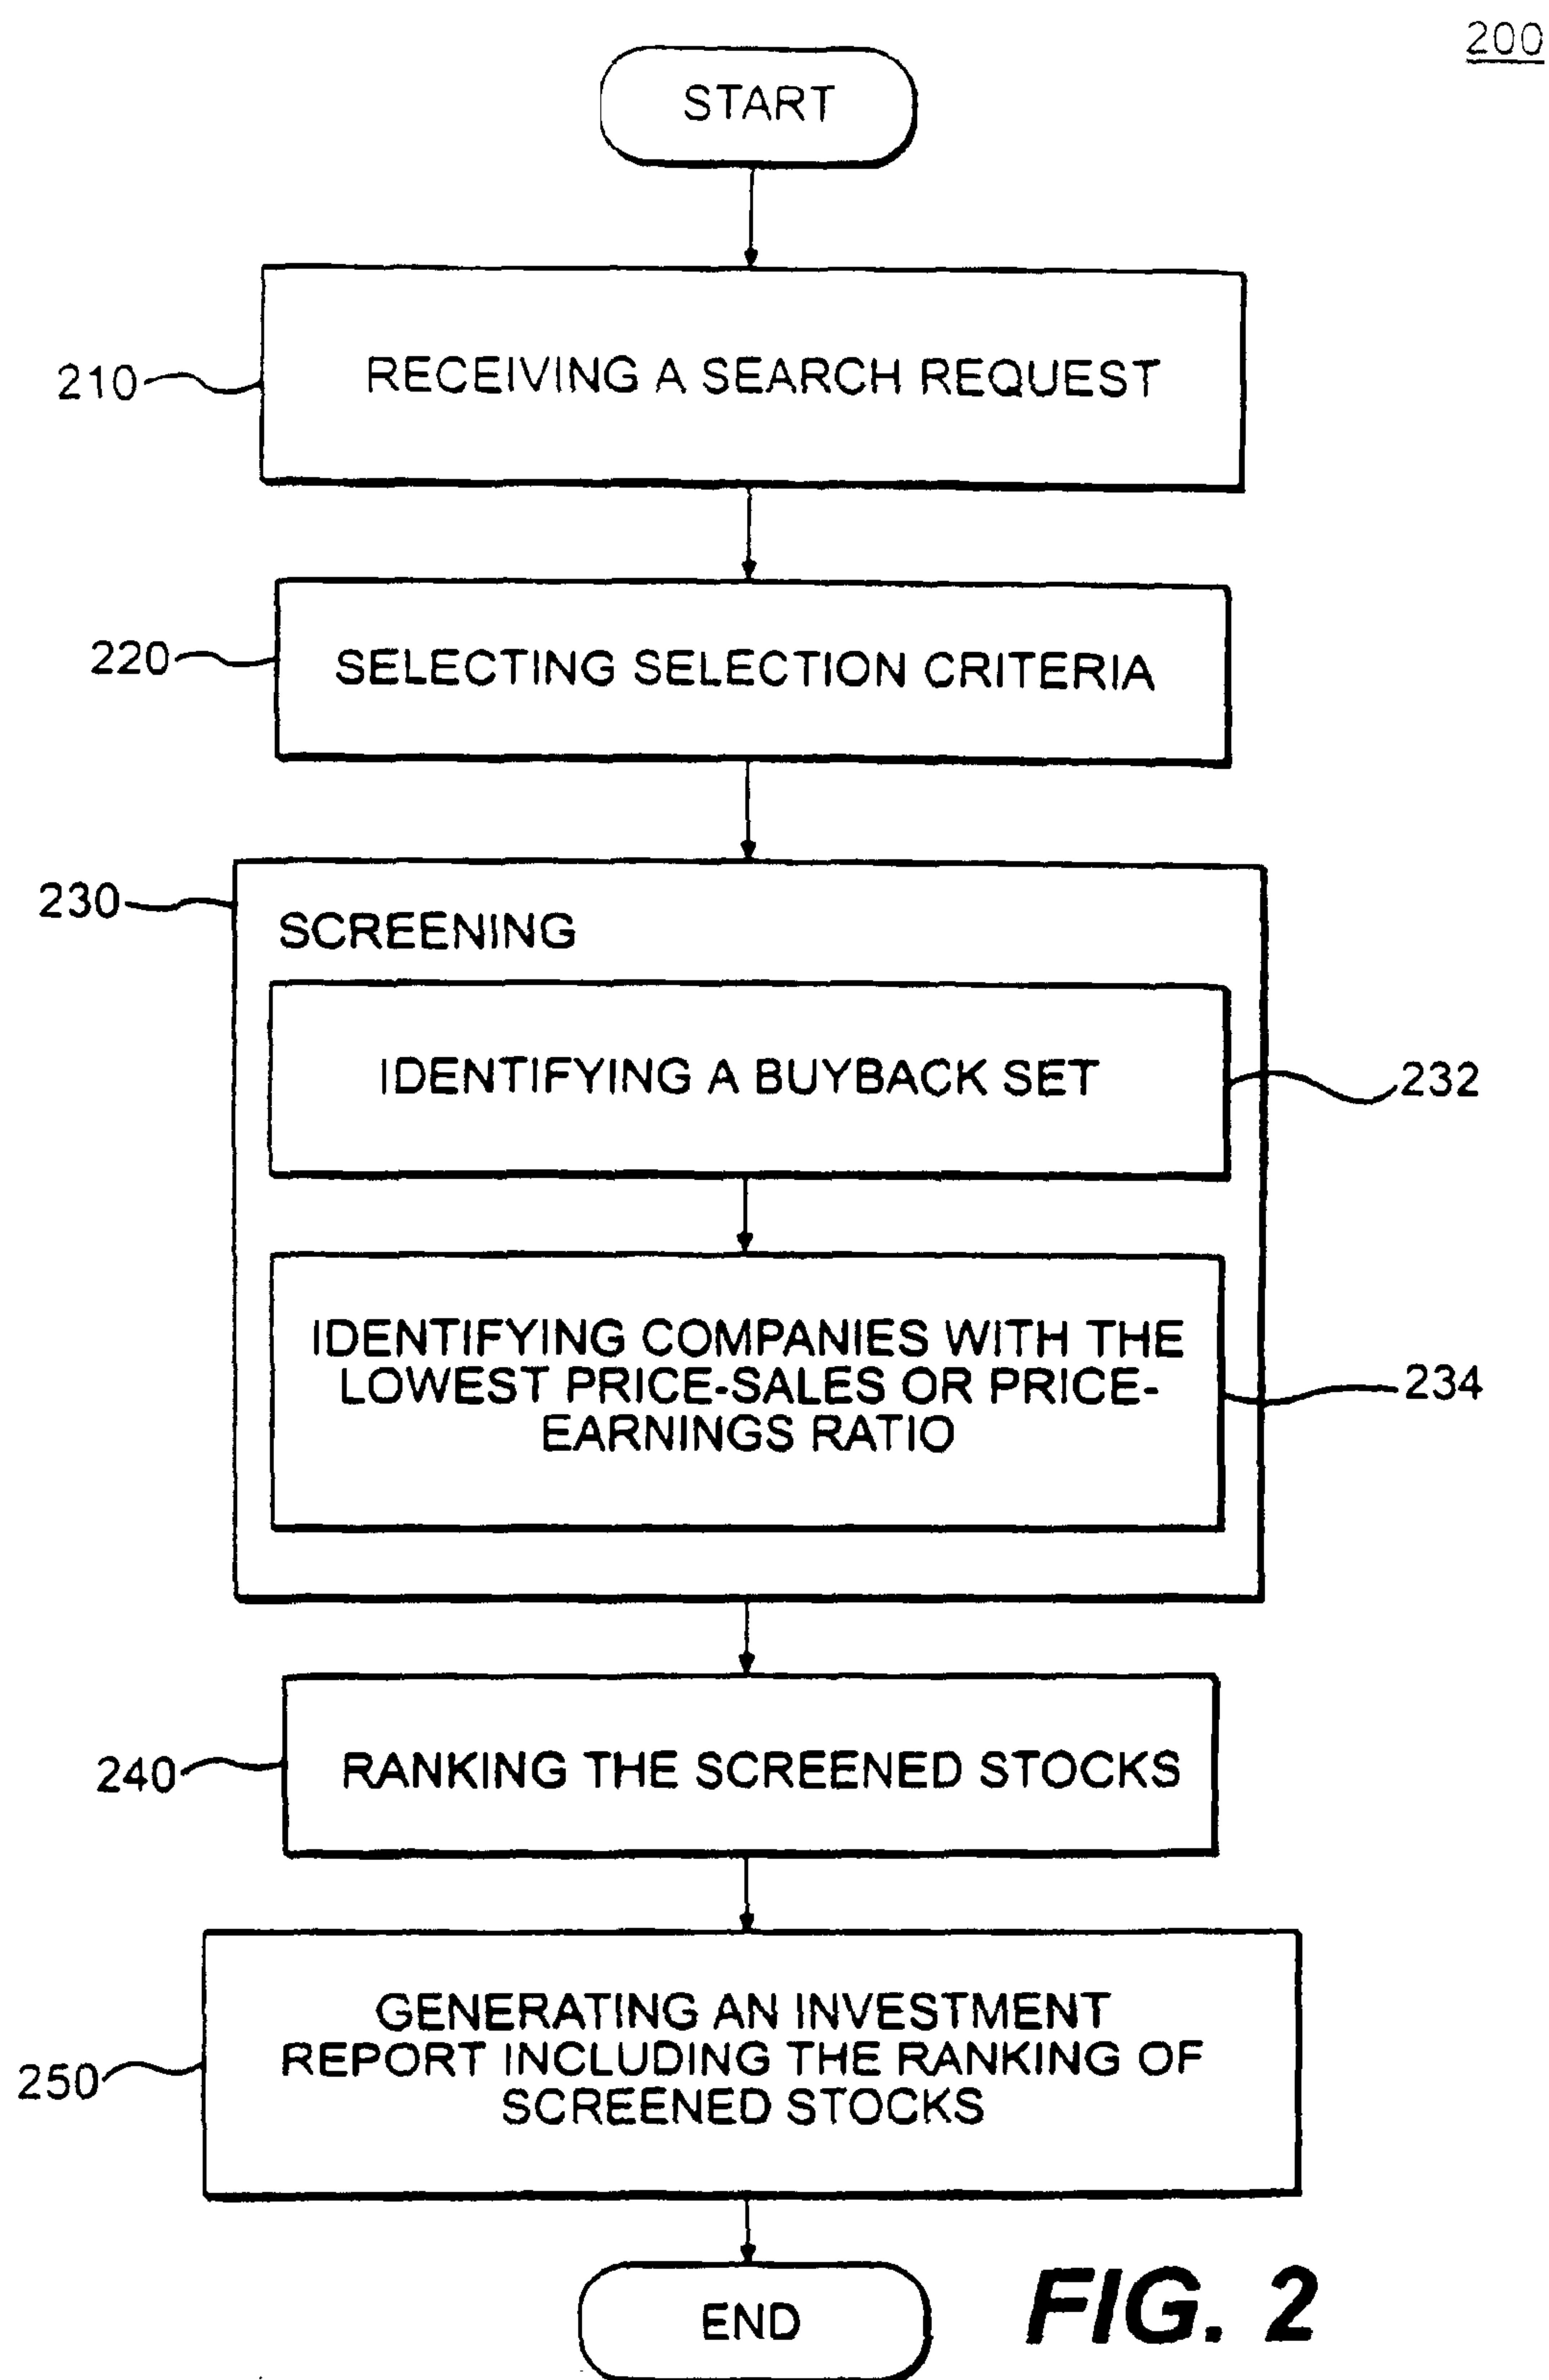 200
START
210
RECEIVING A SEARCH REQUEST
220
SELECTING SELECTION CRITERIA
230
SCREENING
IDENTIFYING A BUYBACK SET
232
IDENTIFYING COMPANIES WITH THE
LOWEST PRICE-SALES OR PRICE-
EARNINGS RATIO
234
240
RANKING THE SCREENED STOCKS
250
GENERATING AN INVESTMENT
REPORT INCLUDING THE RANKING OF
SCREENED STOCKS
END
FIG. 2